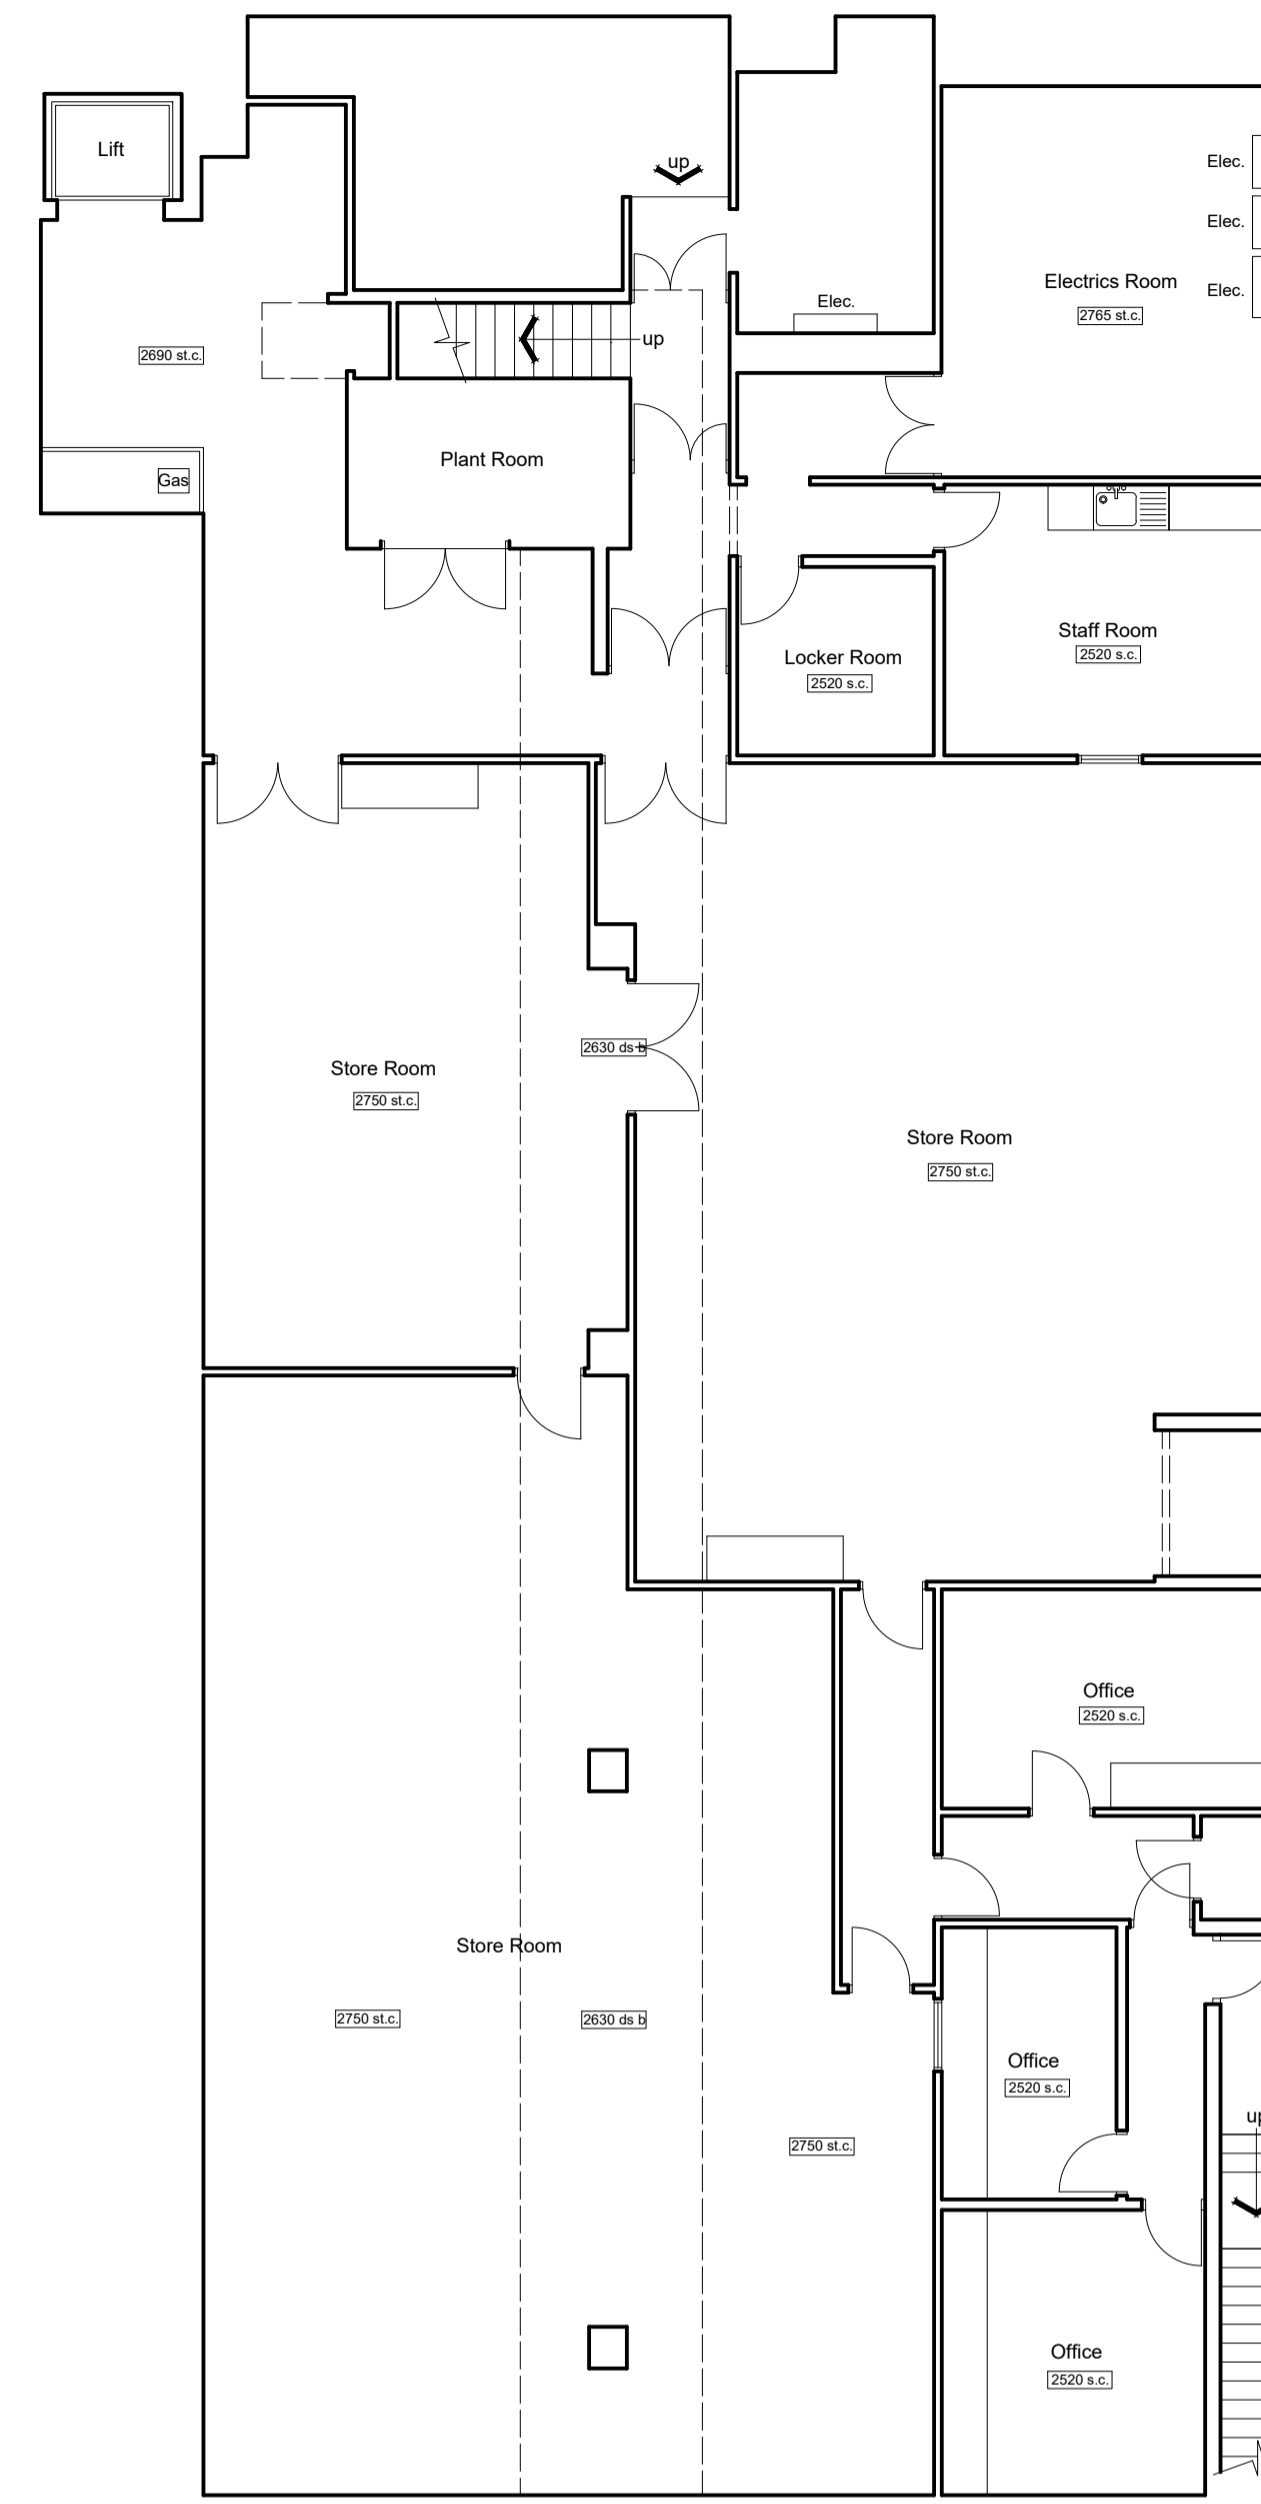 Lift
up
Elec.
Elec.
Electrics Room
Elec.
Elec.
2765 st.c.
up
2690 st.c.
Plant Room
Gas
Staff Room
2520 s.c.
Locker Room
2520 s.c.
2630 ds b
Store Room
2750 st.c.
Store Room
2750 st.c.
Office
2520 s.c.
Store Room
2750 st.c.
2630 ds b
Office
2520 s.c.
up
2750 st.c.
Office
2520 s.c.